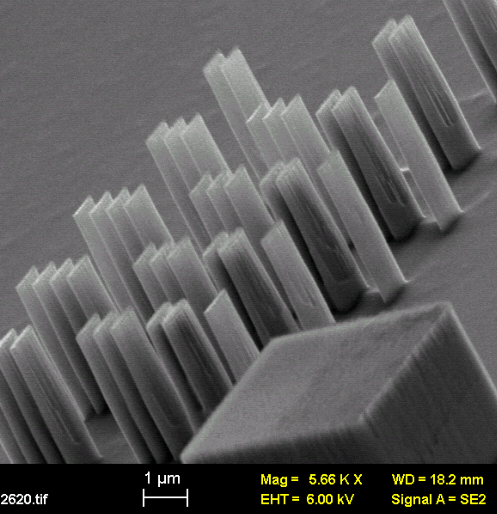 1 µm
Mag = 5.66 K X WD = 18.2 mm
2620.tif EHT = 6.00 kV Signal A = SE2